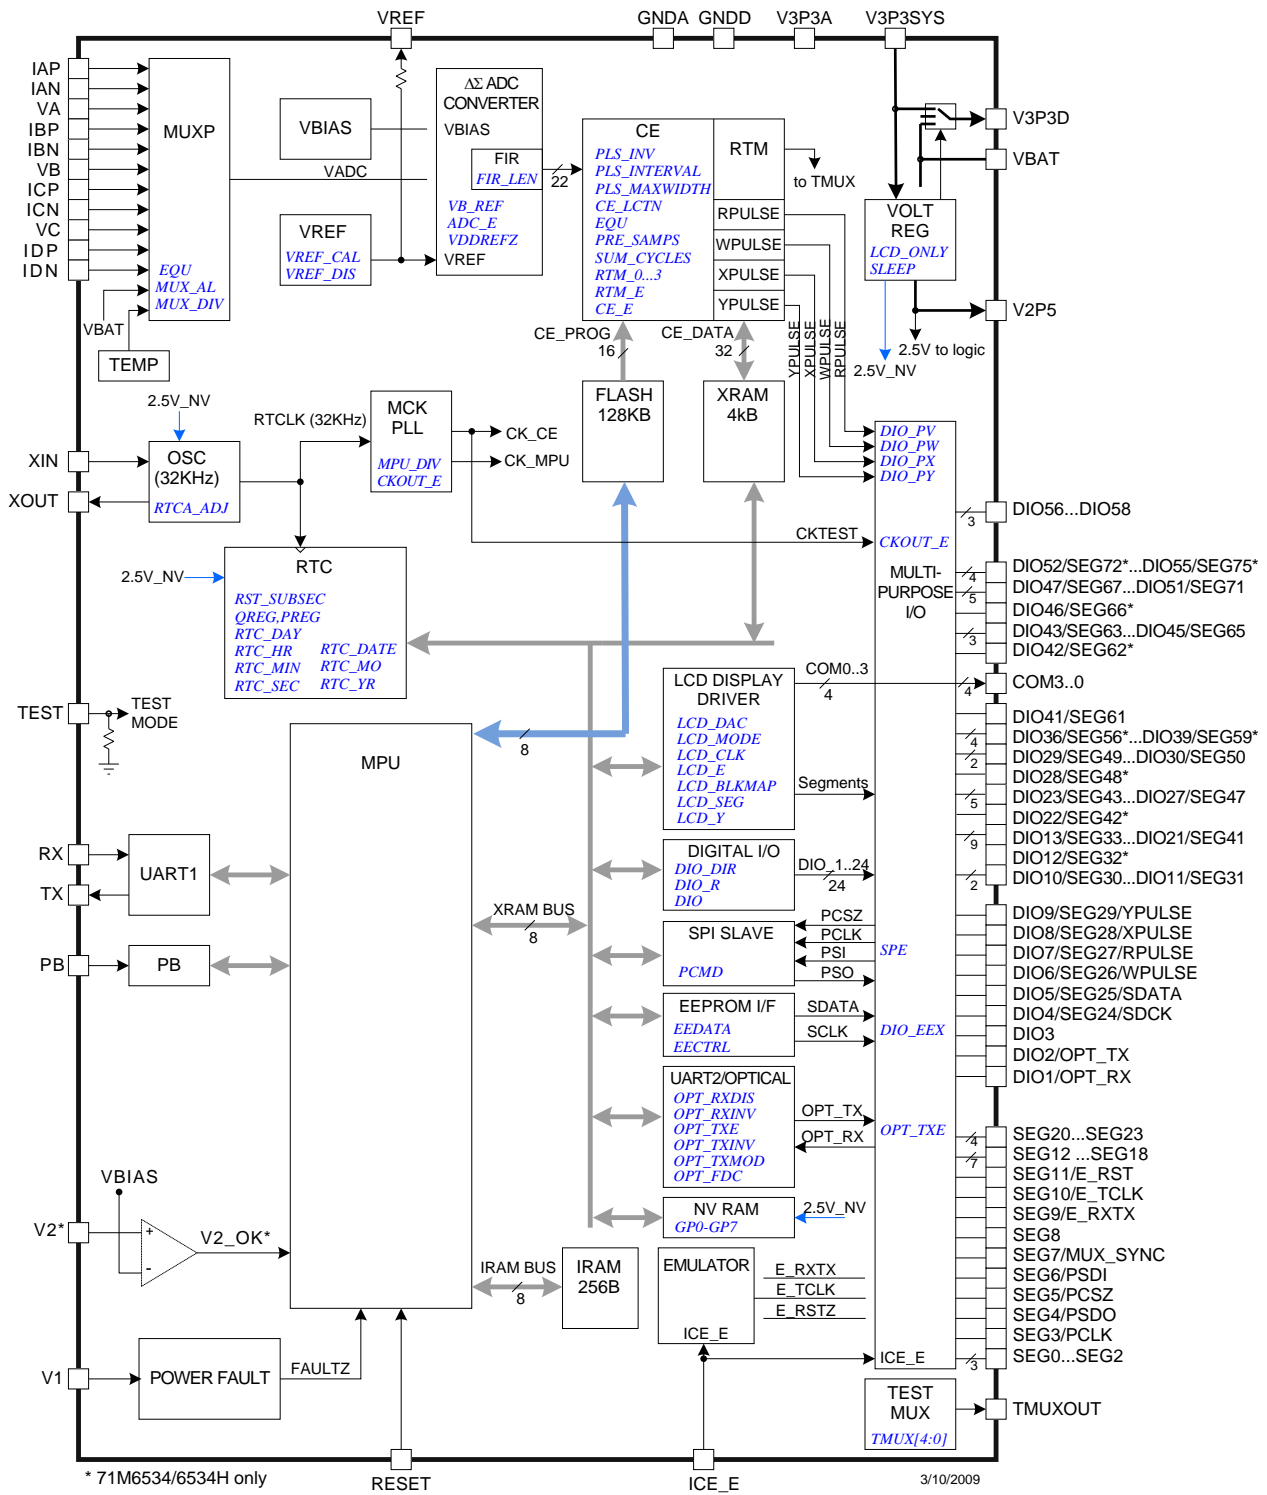 VREF
GNDA
GNDD
V3P3A
V3P3SYS
IAP
IAN
VA
IBP
IBN
VB
ICP
ICN
VC
IDP
IDN
MUXP
EQU
MUX_AL
MUX_DIV
VBAT
TEMP
VBIAS
VADC
VREF
VREF_CAL
VREF_DIS
ΔΣ ADC
CONVERTER
VBIAS
FIR
FIR_LEN
VB_REF
ADC_E
VDDREFZ
VREF
22
CE
PLS_INV
PLS_INTERVAL
PLS_MAXWIDTH
CE_LCTN
EQU
PRE_SAMPS
SUM_CYCLES
RTM_0...3
RTM_E
CE_E
RTM
to TMUX
RPULSE
WPULSE
XPULSE
YPULSE
VOLT
REG
LCD_ONLY
SLEEP
V3P3D
VBAT
V2P5
2.5V to logic
2.5V_NV
CE_PROG
16
CE_DATA
32
YPULSE
XPULSE
WPULSE
RPULSE
FLASH
128KB
XRAM
4kB
2.5V_NV
RTCLK (32KHz)
MCK
PLL
MPU_DIV
CKOUT_E
CK_CE
CK_MPU
XIN
XOUT
OSC
(32KHz)
RTCA_ADJ
DIO_PV
DIO_PW
DIO_PX
DIO_PY
CKTEST
CKOUT_E
MULTI-
PURPOSE
I/O
2.5V_NV
RTC
RST_SUBSEC
QREG,PREG
RTC_DAY
RTC_HR
RTC_MIN
RTC_SEC
RTC_DATE
RTC_MO
RTC_YR
3
DIO56...DIO58
4
DIO52/SEG72*...DIO55/SEG75*
5
DIO47/SEG67...DIO51/SEG71
DIO46/SEG66*
3
DIO43/SEG63...DIO45/SEG65
DIO42/SEG62*
TEST
TEST
MODE
MPU
8
LCD DISPLAY
DRIVER
LCD_DAC
LCD_MODE
LCD_CLK
LCD_E
LCD_BLKMAP
LCD_SEG
LCD_Y
COM0..3
4
4
COM3..0
Segments
DIO41/SEG61
4
DIO36/SEG56*...DIO39/SEG59*
2
DIO29/SEG49...DIO30/SEG50
DIO28/SEG48*
5
DIO23/SEG43...DIO27/SEG47
DIO22/SEG42*
9
DIO13/SEG33...DIO21/SEG41
DIO12/SEG32*
2
DIO10/SEG30...DIO11/SEG31
RX
TX
UART1
PB
PB
XRAM BUS
8
DIGITAL I/O
DIO_DIR
DIO_R
DIO
DIO_1..24
24
SPI SLAVE
PCMD
PCSZ
PCLK
PSI
PSO
SPE
EEPROM I/F
EEDATA
EECTRL
SDATA
SCLK
DIO_EEX
DIO9/SEG29/YPULSE
DIO8/SEG28/XPULSE
DIO7/SEG27/RPULSE
DIO6/SEG26/WPULSE
DIO5/SEG25/SDATA
DIO4/SEG24/SDCK
DIO3
DIO2/OPT_TX
DIO1/OPT_RX
UART2/OPTICAL
OPT_RXDIS
OPT_RXINV
OPT_TXE
OPT_TXINV
OPT_TXMOD
OPT_FDC
OPT_TX
OPT_RX
OPT_TXE
4
SEG20...SEG23
7
SEG12 ...SEG18
SEG11/E_RST
SEG10/E_TCLK
SEG9/E_RXTX
SEG8
SEG7/MUX_SYNC
SEG6/PSDI
SEG5/PCSZ
SEG4/PSDO
SEG3/PCLK
3
SEG0...SEG2
NV RAM
GP0-GP7
2.5V_NV
VBIAS
V2*
+
-
V2_OK*
IRAM BUS
8
IRAM
256B
EMULATOR
ICE_E
E_RXTX
E_TCLK
E_RSTZ
ICE_E
V1
POWER FAULT
FAULTZ
TEST
MUX
TMUX[4:0]
TMUXOUT
* 71M6534/6534H only
RESET
ICE_E
3/10/2009